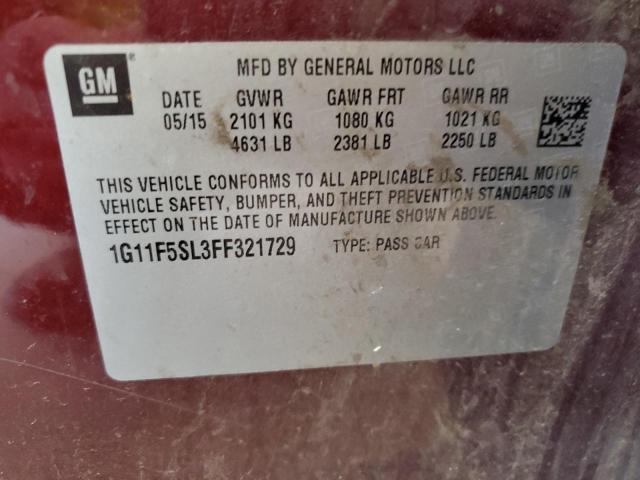 GM
MFD BY GENERAL MOTORS LLC
DATE GVWR GAWR FRT GAWR RR
05/15 2101 KG 1080 KG 1021 KG
4631 LB 2381 LB 2250 LB
THIS VEHICLE CONFORMS TO ALL APPLICABLE U.S. FEDERAL MOTOR
VEHICLE SAFETY, BUMPER, AND THEFT PREVENTION STANDARDS IN
EFFECT ON THE DATE OF MANUFACTURE SHOWN ABOVE.
1G11F5SL3FF321729 TYPE: PASS CAR